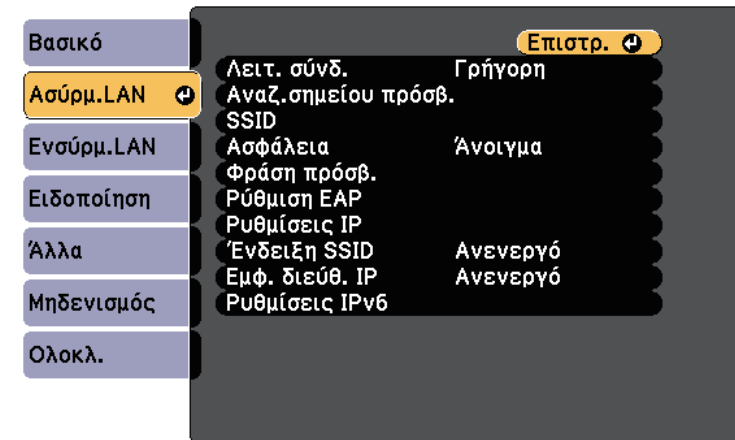 Βασικό
Ασύρμ.LAN
Ενσύρμ.LAN
Ειδοποίηση
Άλλα
Μηδενισμός
Ολοκλ.
Επιστρ.
Λειτ. σύνδ. Γρήγορη
Αναζ.σημείου πρόσβ.
SSID
Ασφάλεια Άνοιγμα
Φράση πρόσβ.
Ρύθμιση EAP
Ρυθμίσεις IP
Ένδειξη SSID Ανενεργό
Εμφ. διεύθ. IP Ανενεργό
Ρυθμίσεις IPv6